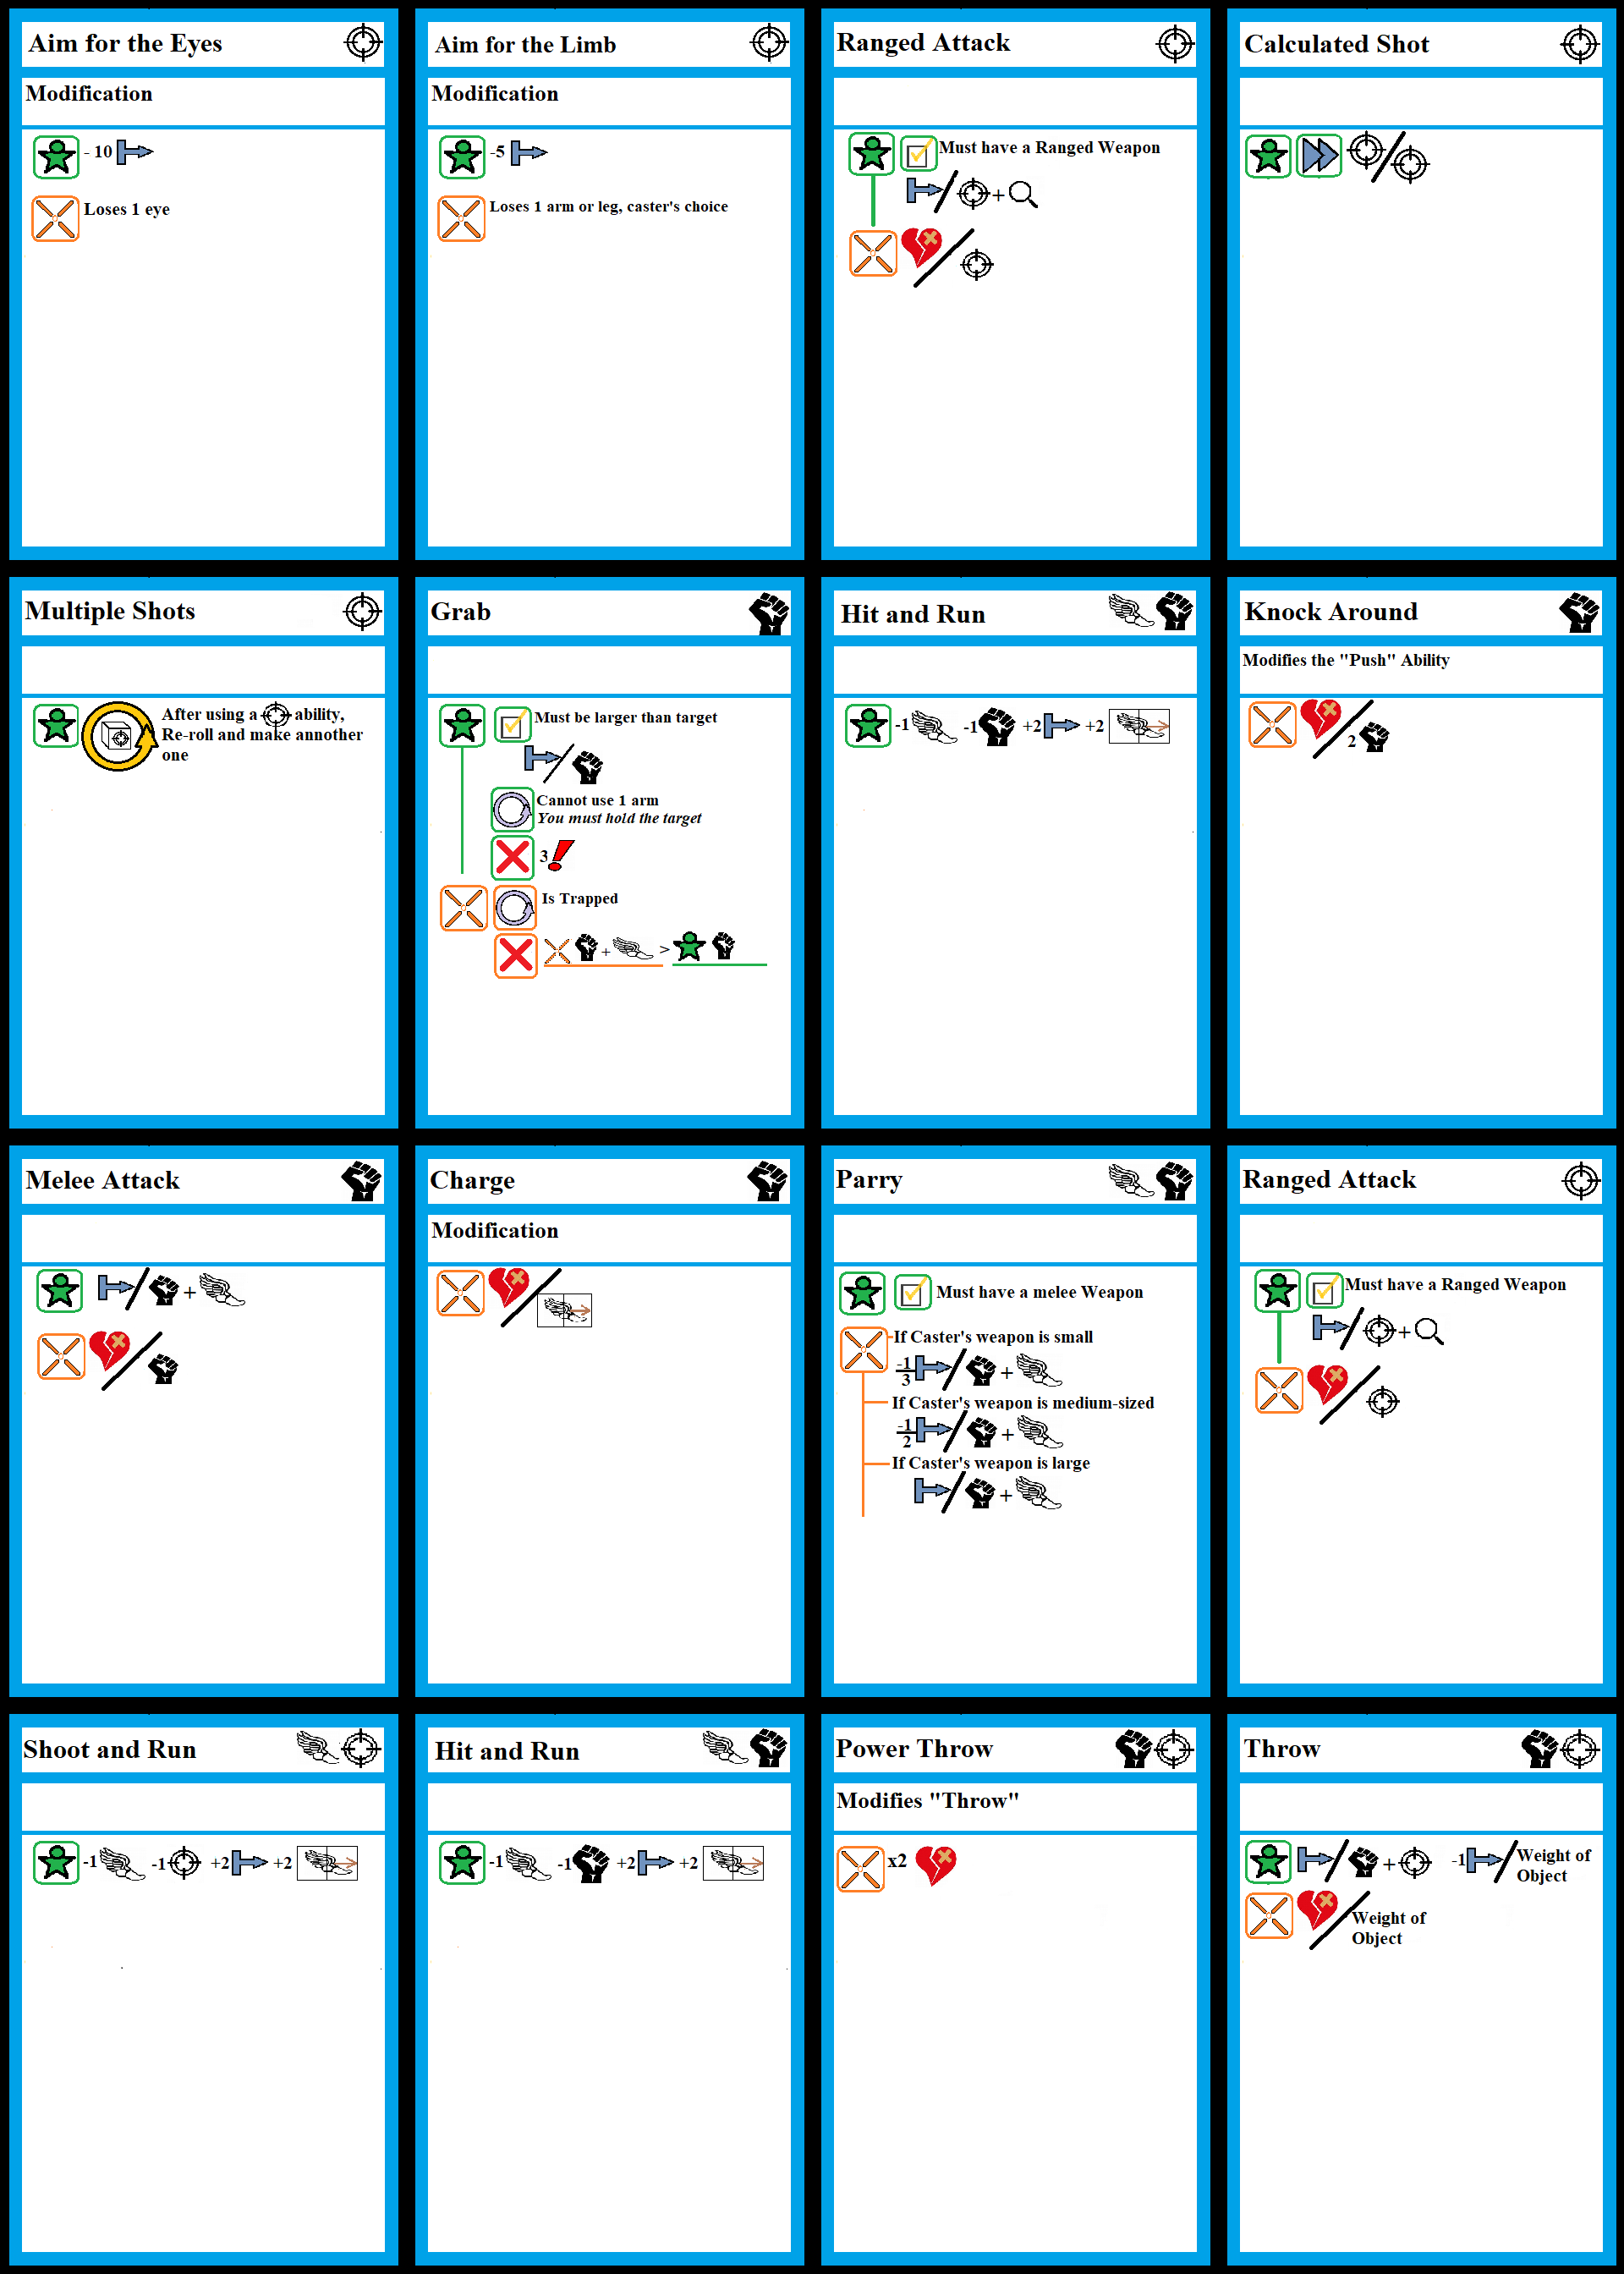 Aim for the Eyes
Modification
- 10
Loses 1 eye
Aim for the Limb
Modification
-5
Loses 1 arm or leg, caster's choice
Ranged Attack
Must have a Ranged Weapon
+
Calculated Shot
Multiple Shots
After using a ability,
Re-roll and make annother
one
Grab
Must be larger than target
Cannot use 1 arm
You must hold the target
3
Is Trapped
+ >
Hit and Run
-1 -1 +2 +2
Knock Around
Modifies the "Push" Ability
2
Melee Attack
+
Charge
Modification
Parry
Must have a melee Weapon
If Caster's weapon is small
-1/3 +
If Caster's weapon is medium-sized
-1/2 +
If Caster's weapon is large
+
Ranged Attack
Must have a Ranged Weapon
+
Shoot and Run
-1 -1 +2 +2
Hit and Run
-1 -1 +2 +2
Power Throw
Modifies "Throw"
x2
Throw
+ -1 Weight of
Object
Weight of
Object